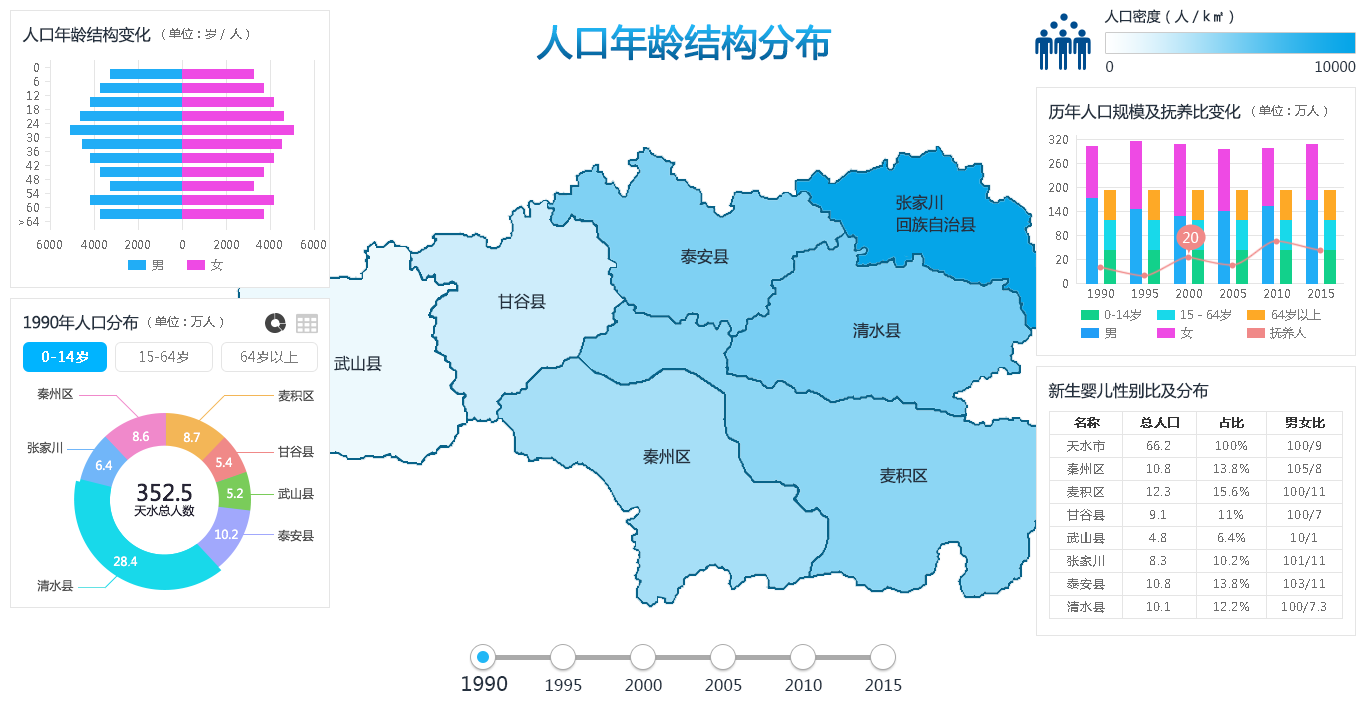 人口年龄结构分布
人口年龄结构变化（单位：岁 / 人）
0
6
12
18
24
30
36
42
48
54
60
>64
6000 4000 2000 0 2000 4000 6000
男 女
1990年人口分布（单位：万人）
0-14岁 15-64岁 64岁以上
秦州区
麦积区
张家川
甘谷县
武山县
泰安县
清水县
8.6
8.7
6.4
5.4
5.2
10.2
28.4
352.5
天水总人数
张家川
回族自治县
泰安县
甘谷县
清水县
武山县
秦州区
麦积区
1990 1995 2000 2005 2010 2015
人口密度（人 / k㎡）
0 10000
历年人口规模及抚养比变化（单位：万人）
320
260
200
140
80
20
0
20
1990 1995 2000 2005 2010 2015
0-14岁 15 - 64岁 64岁以上
男 女 抚养人
新生婴儿性别比及分布
名称 总人口 占比 男女比
天水市 66.2 100% 100/9
秦州区 10.8 13.8% 105/8
麦积区 12.3 15.6% 100/11
甘谷县 9.1 11% 100/7
武山县 4.8 6.4% 10/1
张家川 8.3 10.2% 101/11
泰安县 10.8 13.8% 103/11
清水县 10.1 12.2% 100/7.3